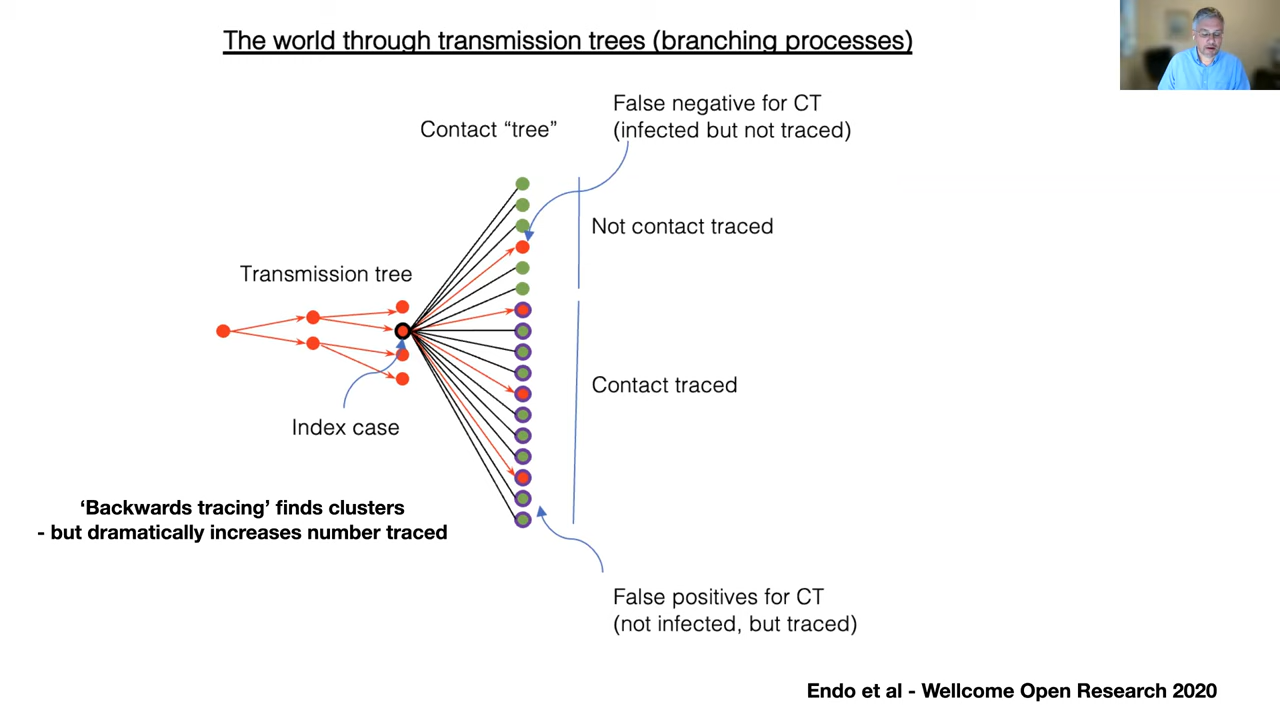 The world through transmission trees (branching processes)
False negative for CT
(infected but not traced)
Contact “tree”
Not contact traced
Transmission tree
Contact traced
Index case
‘Backwards tracing’ finds clusters
- but dramatically increases number traced
False positives for CT
(not infected, but traced)
Endo et al - Wellcome Open Research 2020